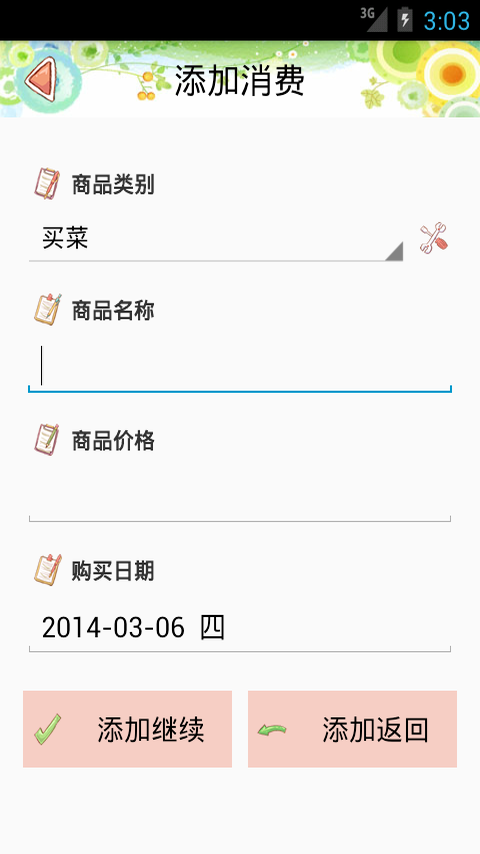 3G 3:03
添加消费
商品类别
买菜
商品名称
商品价格
购买日期
2014-03-06 四
添加继续 添加返回